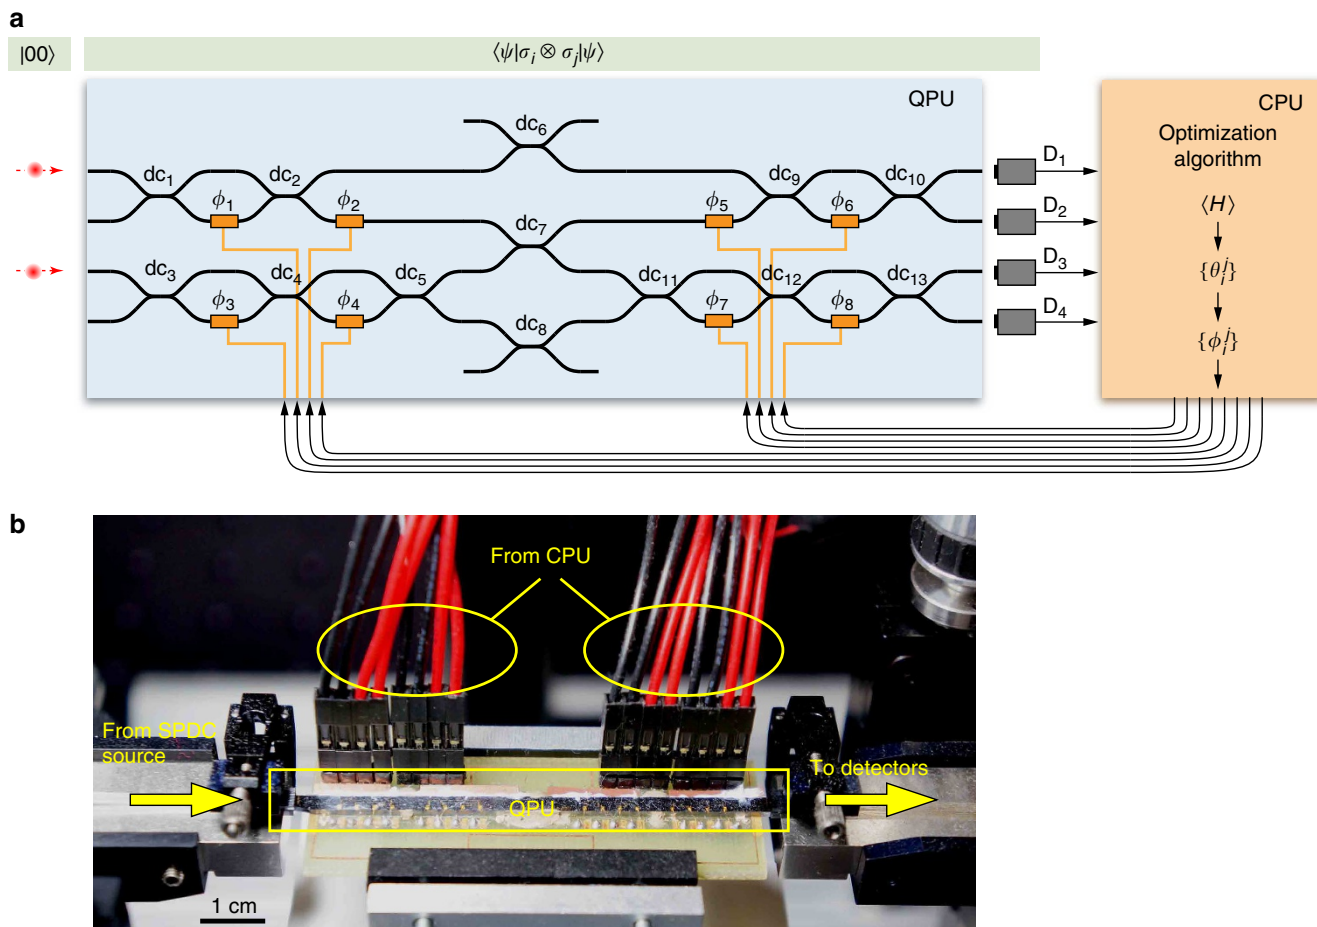 a
|00⟩
⟨ψ|σᵢ ⊗ σⱼ|ψ⟩
QPU
CPU
Optimization
algorithm
⟨H⟩
{θᵢʲ}
{ϕᵢʲ}
dc₆
dc₁
dc₂
dc₉
dc₁₀
D₁
ϕ₁
ϕ₂
dc₇
ϕ₅
ϕ₆
D₂
dc₃
dc₄
dc₅
dc₁₁
dc₁₂
dc₁₃
D₃
ϕ₃
ϕ₄
dc₈
ϕ₇
ϕ₈
D₄
b
From CPU
From SPDC
source
To detectors
QPU
1 cm